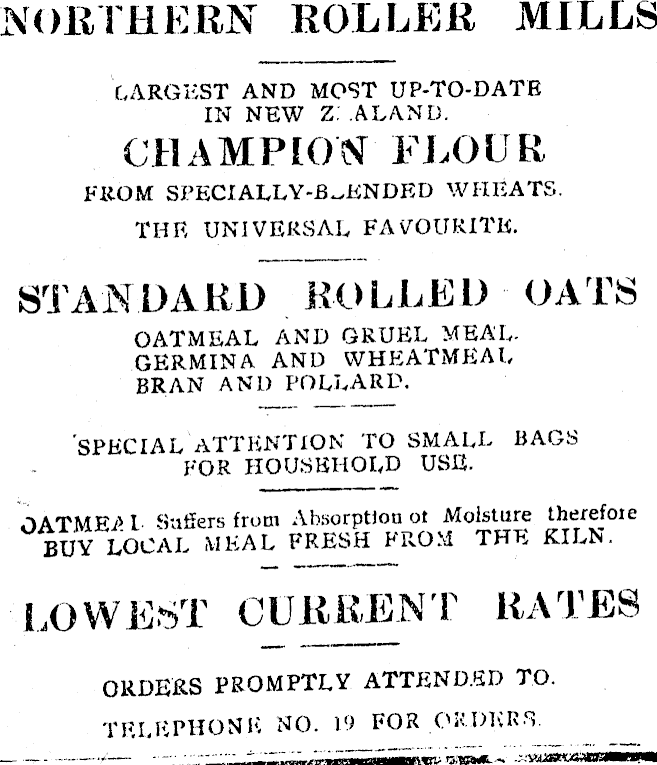 NORTHERN ROLLER MILLS
LARGEST AND MOST UP-TO-DATE
IN NEW ZEALAND.
CHAMPION FLOUR
FROM SPECIALLY-BLENDED WHEATS.
THE UNIVERSAL FAVOURITE.
STANDARD ROLLED OATS
OATMEAL AND GRUEL MEAL.
GERMINA AND WHEATMEAL
BRAN AND POLLARD.
SPECIAL ATTENTION TO SMALL BAGS
FOR HOUSEHOLD USE.
OATMEAL Suffers from Absorption of Moisture therefore
BUY LOCAL MEAL FRESH FROM THE KILN.
LOWEST CURRENT RATES
ORDERS PROMPTLY ATTENDED TO.
TELEPHONE NO. 19 FOR ORDERS.